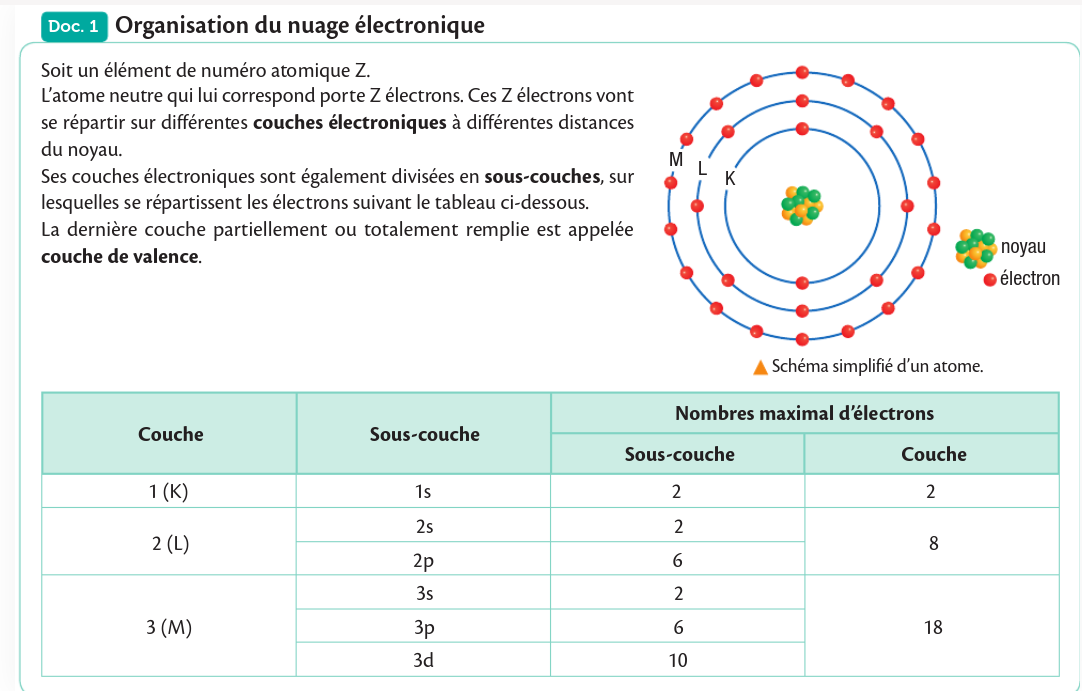 Doc. 1 Organisation du nuage électronique
Soit un élément de numéro atomique Z.
L'atome neutre qui lui correspond porte Z électrons. Ces Z électrons vont
se répartir sur différentes couches électroniques à différentes distances
du noyau.
Ses couches électroniques sont également divisées en sous-couches, sur
lesquelles se répartissent les électrons suivant le tableau ci-dessous.
La dernière couche partiellement ou totalement remplie est appelée
couche de valence.
M L K
noyau
électron
Schéma simplifié d'un atome.
Couche Sous-couche Nombres maximal d'électrons
Sous-couche Couche
1 (K) 1s 2 2
2 (L) 2s 2 8
2p 6
3 (M) 3s 2 18
3p 6
3d 10